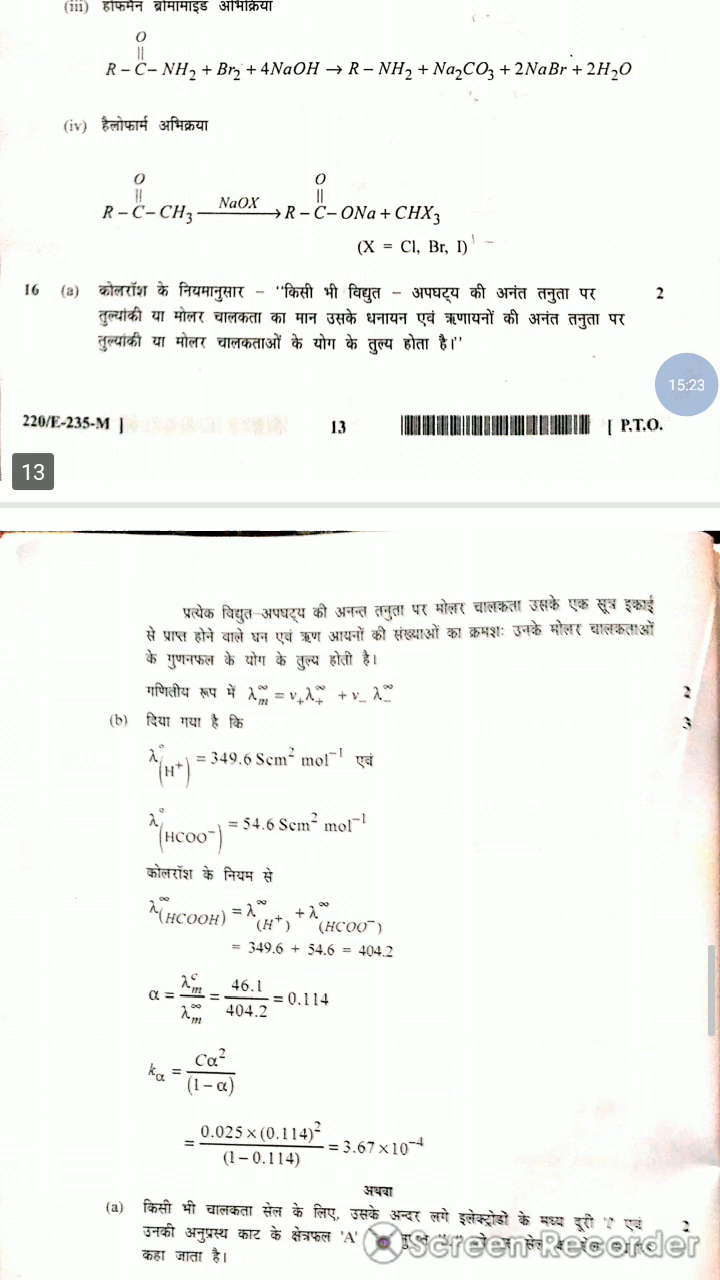 (iii) हॉफमैन ब्रोमामाइड अभिक्रिया
O
||
R – C – NH₂ + Br₂ + 4NaOH → R – NH₂ + Na₂CO₃ + 2NaBr + 2H₂O
(iv) हैलोफार्म अभिक्रया
O O
|| ||
R – C – CH₃ —NaOX→ R – C – ONa + CHX₃
(X = Cl, Br, I)
16 (a) कोलरॉश के नियमानुसार – ''किसी भी विद्युत – अपघट्य की अनंत तनुता पर 2
तुल्यांकी या मोलर चालकता का मान उसके धनायन एवं ऋणायनों की अनंत तनुता पर
तुल्यांकी या मोलर चालकताओं के योग के तुल्य होता है।''
15:23
220/E-235-M ] 13 [ P.T.O.
13
प्रत्येक विद्युत–अपघट्य की अनन्त तनुता पर मोलर चालकता उसके एक सूत्र इकाई
से प्राप्त होने वाले धन एवं ऋण आयनों की संख्याओं का क्रमशः उनके मोलर चालकताओं
के गुणनफल के योग के तुल्य होती है।
गणितीय रूप में λ∞m = v₊λ∞₊ + v₋ λ∞₋ 2
(b) दिया गया है कि 3
λ°(H⁺) = 349.6 Scm² mol⁻¹ एवं
λ°(HCOO⁻) = 54.6 Scm² mol⁻¹
कोलरॉश के नियम से
λ∞(HCOOH) = λ∞(H⁺) + λ∞(HCOO⁻)
= 349.6 + 54.6 = 404.2
α = λᶜm / λ∞m = 46.1 / 404.2 = 0.114
kα = Cα² / (1 – α)
= 0.025 × (0.114)² / (1 – 0.114) = 3.67 × 10⁻⁴
अथवा
(a) किसी भी चालकता सेल के लिए, उसके अन्दर लगे इलेक्ट्रोडों के मध्य दूरी 'l' एवं 2
उनकी अनुप्रस्थ काट के क्षेत्रफल 'A'
कहा जाता है।
Screen Recorder